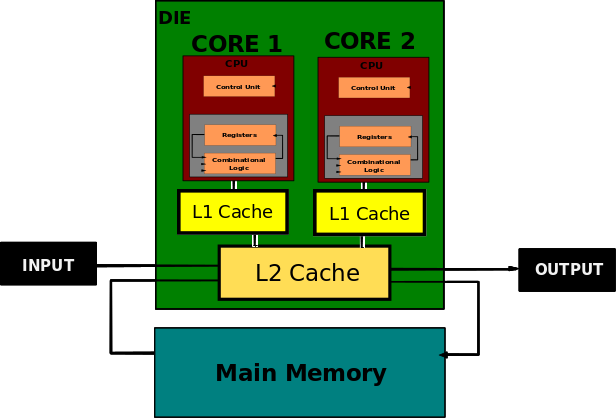 DIE
CORE 1
CORE 2
CPU
CPU
Control Unit
Control Unit
Registers
Registers
Combinational
Logic
Combinational
Logic
L1 Cache
L1 Cache
INPUT
L2 Cache
OUTPUT
Main Memory